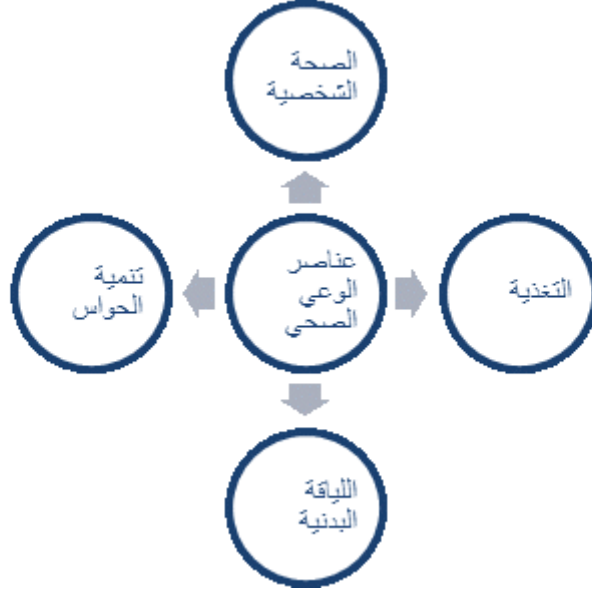 الصحة
الشخصية
عناصر
الوعي
الصحي
التغذية
تنمية
الحواس
اللياقة
البدنية